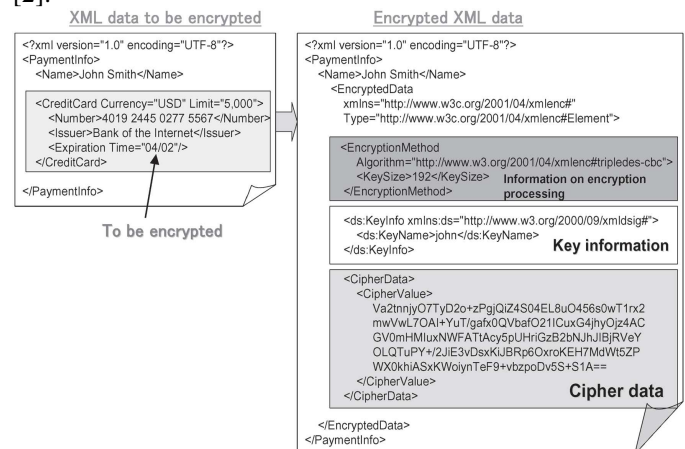 [2].
XML data to be encrypted
<?xml version="1.0" encoding="UTF-8"?>
<PaymentInfo>
<Name>John Smith</Name>
<CreditCard Currency="USD" Limit="5,000">
<Number>4019 2445 0277 5567</Number>
<Issuer>Bank of the Internet</Issuer>
<Expiration Time="04/02"/>
</CreditCard>
</PaymentInfo>
To be encrypted
Encrypted XML data
<?xml version="1.0" encoding="UTF-8"?>
<PaymentInfo>
<Name>John Smith</Name>
<EncryptedData
xmlns="http://www.w3c.org/2001/04/xmlenc#"
Type="http://www.w3c.org/2001/04/xmlenc#Element">
<EncryptionMethod
Algorithm="http://www.w3.org/2001/04/xmlenc#tripledes-cbc">
<KeySize>192</KeySize> Information on encryption
</EncryptionMethod> processing
<ds:KeyInfo xmlns:ds="http://www.w3.org/2000/09/xmldsig#">
<ds:KeyName>john</ds:KeyName>
</ds:KeyInfo> Key information
<CipherData>
<CipherValue>
Va2tnnjyO7TyD2o+zPgjQiZ4S04EL8uO456s0wT1rx2
mwVwL7OAI+YuT/gafx0QVbafO21ICuxG4jhyOjz4AC
GV0mHMIuxNWFATtAcy5pUHriGzB2bNJhJIBjRVeY
OLQTuPY+/2JiE3vDsxKiJBRp6OxroKEH7MdWt5ZP
WX0khiASxKWoiynTeF9+vbzpoDv5S+S1A==
</CipherValue>
</CipherData> Cipher data
</EncryptedData>
</PaymentInfo>